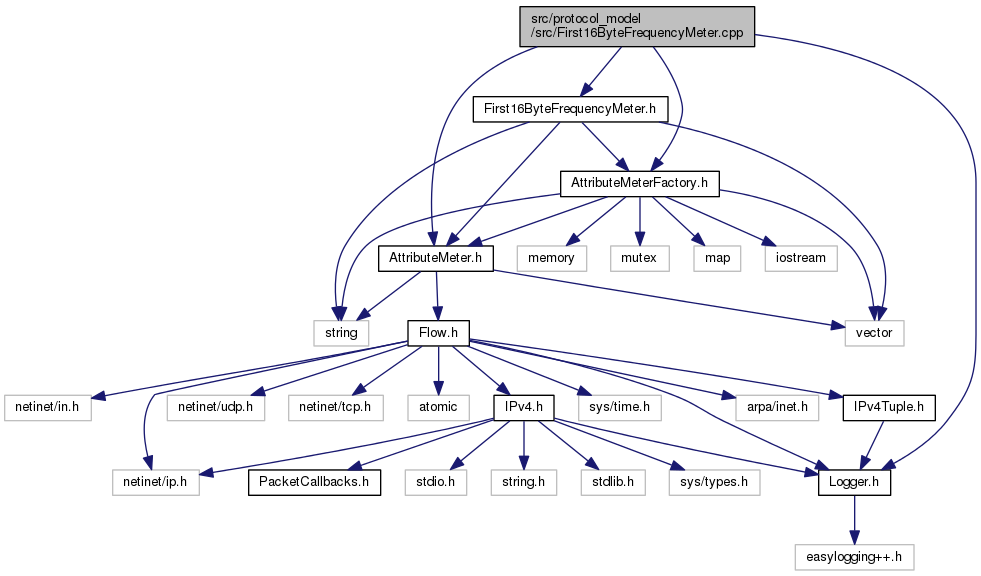 src/protocol_model
/src/First16ByteFrequencyMeter.cpp
First16ByteFrequencyMeter.h
AttributeMeterFactory.h
AttributeMeter.h
memory
mutex
map
iostream
string
Flow.h
vector
netinet/in.h
netinet/udp.h
netinet/tcp.h
atomic
IPv4.h
sys/time.h
arpa/inet.h
IPv4Tuple.h
netinet/ip.h
PacketCallbacks.h
stdio.h
string.h
stdlib.h
sys/types.h
Logger.h
easylogging++.h